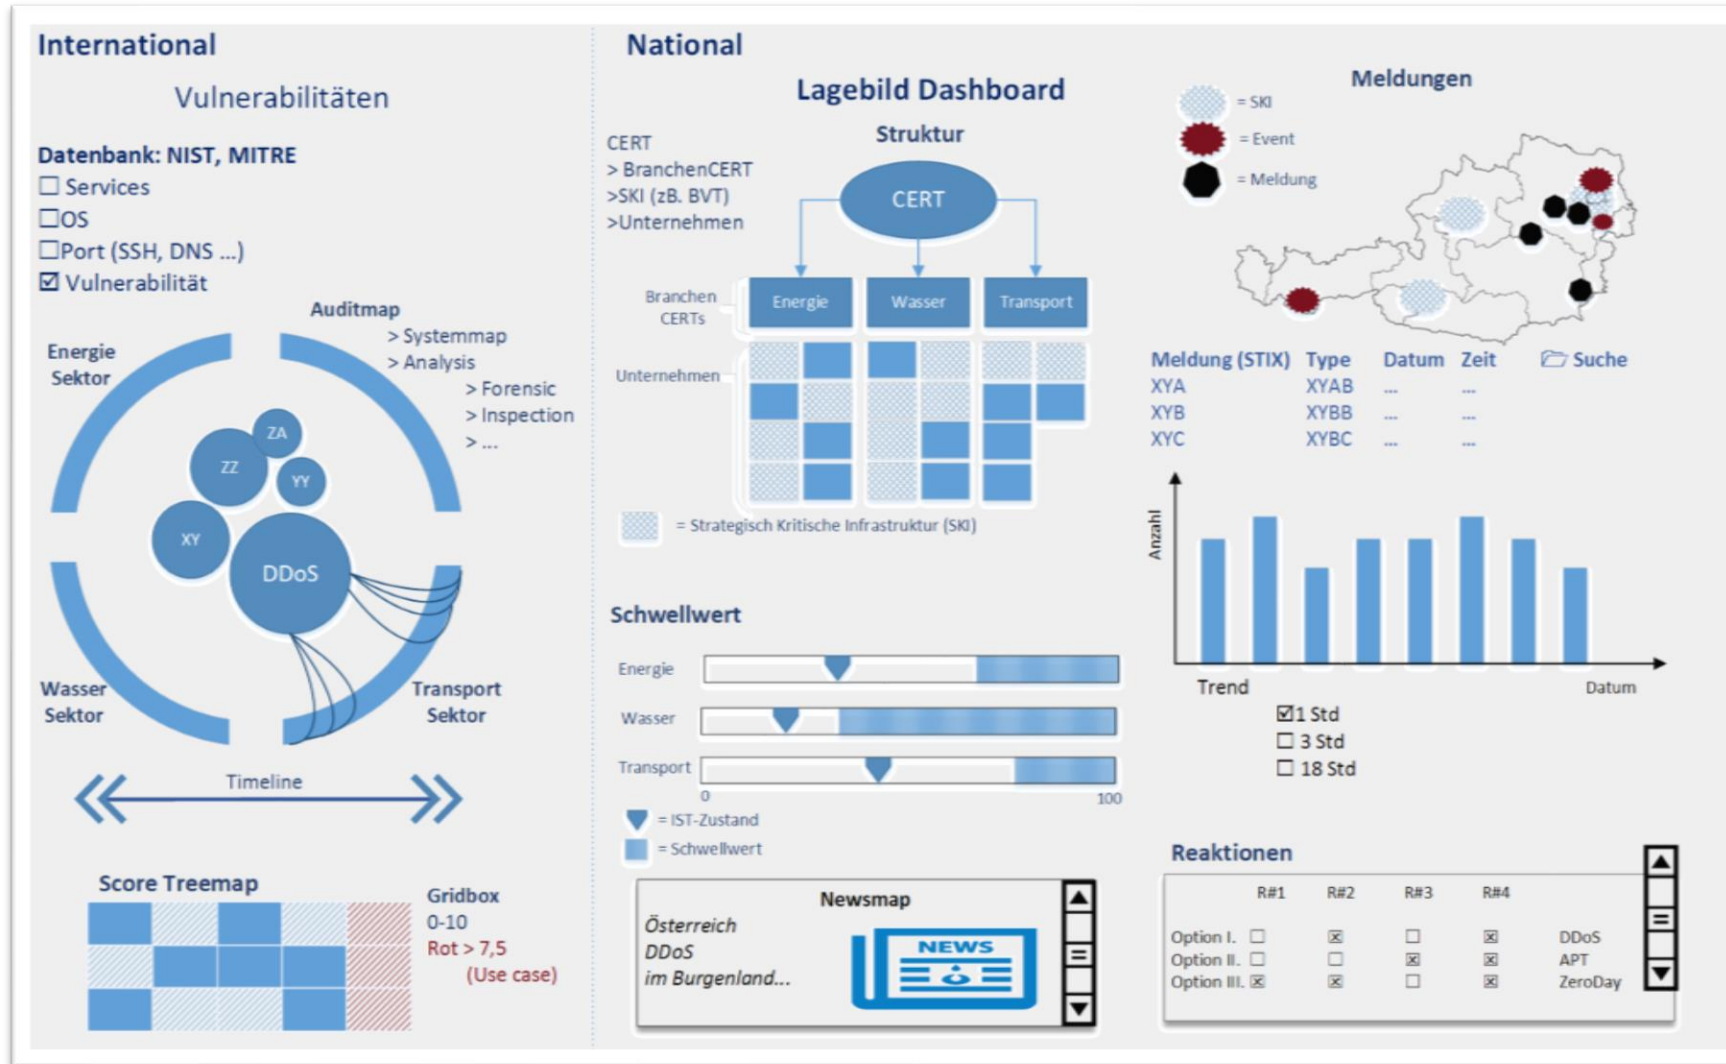 International
Vulnerabilitäten
Datenbank: NIST, MITRE
☐ Services
☐OS
☐Port (SSH, DNS ...)
☑ Vulnerabilität
Auditmap
> Systemmap
> Analysis
> Forensic
> Inspection
> ...
Energie
Sektor
ZA
ZZ
YY
XY
DDoS
Wasser
Sektor
Transport
Sektor
Timeline
Score Treemap
Gridbox
0-10
Rot > 7,5
(Use case)
National
Lagebild Dashboard
CERT
> BranchenCERT
>SKI (zB. BVT)
>Unternehmen
Struktur
CERT
Branchen
CERTs
Energie Wasser Transport
Unternehmen
= Strategisch Kritische Infrastruktur (SKI)
Schwellwert
Energie
Wasser
Transport
0 100
= IST-Zustand
= Schwellwert
Newsmap
Österreich
DDoS
im Burgenland...
NEWS
Meldungen
= SKI
= Event
= Meldung
Meldung (STIX) Type Datum Zeit Suche
XYA XYAB ... ...
XYB XYBB ... ...
XYC XYBC ... ...
Anzahl
Trend
Datum
☑1 Std
☐ 3 Std
☐ 18 Std
Reaktionen
R#1 R#2 R#3 R#4
Option I. ☐ ☒ ☐ ☒ DDoS
Option II. ☐ ☐ ☒ ☒ APT
Option III. ☒ ☒ ☐ ☒ ZeroDay